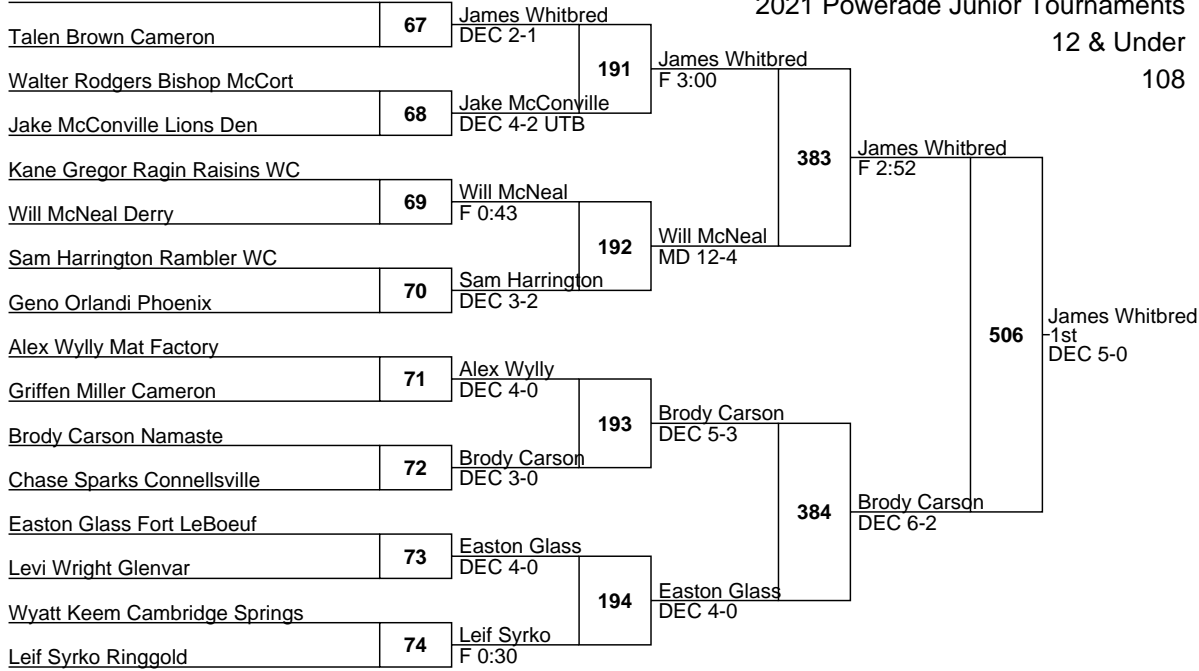 2021 Powerade Junior Tournaments
12 & Under
108
Talen Brown Cameron
Walter Rodgers Bishop McCort
Jake McConville Lions Den
Kane Gregor Ragin Raisins WC
Will McNeal Derry
Sam Harrington Rambler WC
Geno Orlandi Phoenix
Alex Wylly Mat Factory
Griffen Miller Cameron
Brody Carson Namaste
Chase Sparks Connellsville
Easton Glass Fort LeBoeuf
Levi Wright Glenvar
Wyatt Keem Cambridge Springs
Leif Syrko Ringgold
67
68
69
70
71
72
73
74
James Whitbred
DEC 2-1
Jake McConville
DEC 4-2 UTB
Will McNeal
F 0:43
Sam Harrington
DEC 3-2
Alex Wylly
DEC 4-0
Brody Carson
DEC 3-0
Easton Glass
DEC 4-0
Leif Syrko
F 0:30
191
192
193
194
James Whitbred
F 3:00
Will McNeal
MD 12-4
Brody Carson
DEC 5-3
Easton Glass
DEC 4-0
383
384
James Whitbred
F 2:52
Brody Carson
DEC 6-2
506
James Whitbred
1st
DEC 5-0